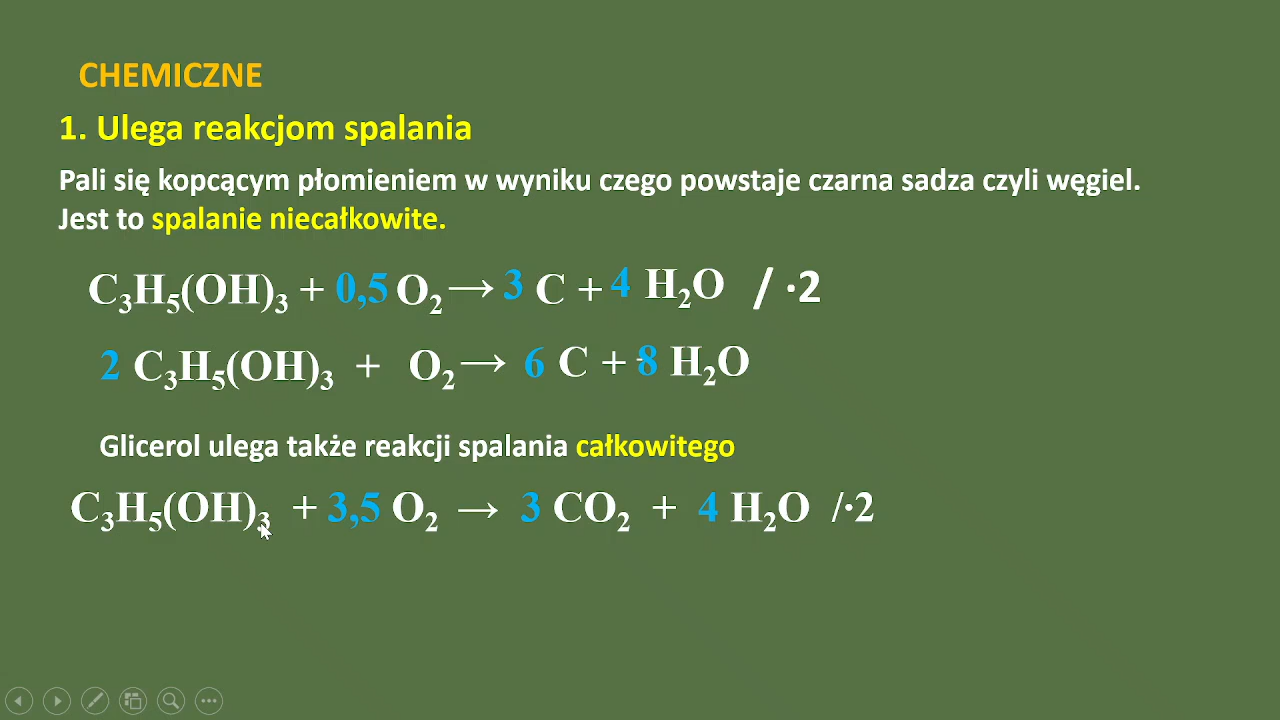 CHEMICZNE
1. Ulega reakcjom spalania
Pali się kopcącym płomieniem w wyniku czego powstaje czarna sadza czyli węgiel.
Jest to spalanie niecałkowite.
C₃H₅(OH)₃ + 0,5 O₂ → 3 C + 4 H₂O / ·2
2 C₃H₅(OH)₃ + O₂ → 6 C + 8 H₂O
Glicerol ulega także reakcji spalania całkowitego
C₃H₅(OH)₃ + 3,5 O₂ → 3 CO₂ + 4 H₂O /·2